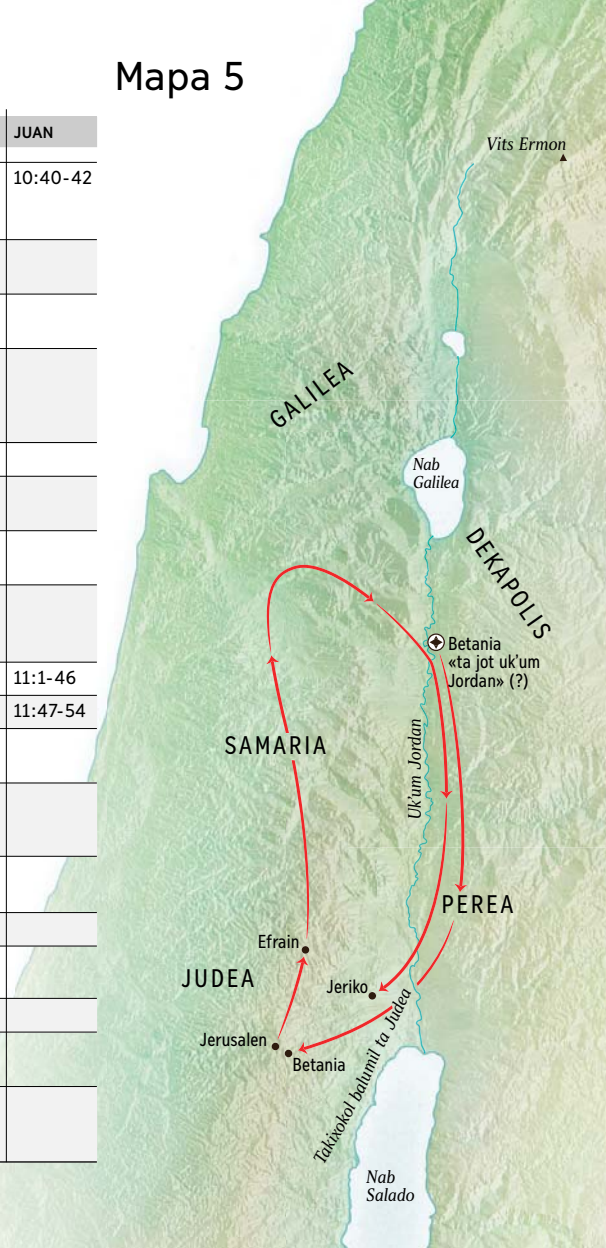 Mapa 5
JUAN
10:40-42
11:1-46
11:47-54
Vits Ermon
GALILEA
Nab
Galilea
DEKAPOLIS
Betania
«ta jot uk'um
Jordan» (?)
SAMARIA
Uk'um Jordan
PEREA
Efrain
JUDEA
Jeriko
Jerusalen
Betania
Takixokol balumil ta Judea
Nab
Salado